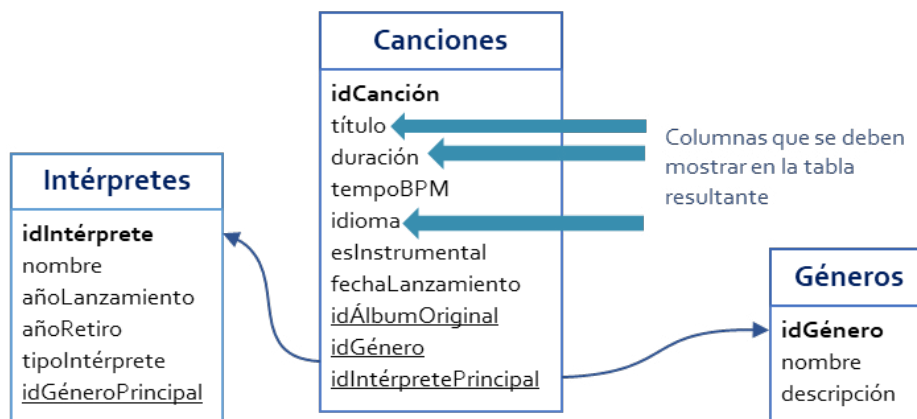 Canciones
idCanción
título
duración
tempoBPM
idioma
esInstrumental
fechaLanzamiento
idÁlbumOriginal
idGénero
idIntérpretePrincipal
Columnas que se deben
mostrar en la tabla
resultante
Intérpretes
idIntérprete
nombre
añoLanzamiento
añoRetiro
tipoIntérprete
idGéneroPrincipal
Géneros
idGénero
nombre
descripción